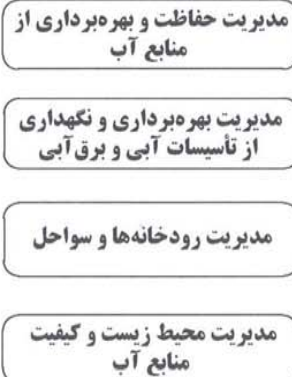 مدیریت حفاظت و بهره‌برداری از
منابع آب
مدیریت بهره‌برداری و نگهداری
از تأسیسات آبی و برق‌آبی
مدیریت رودخانه‌ها و سواحل
مدیریت محیط زیست و کیفیت
منابع آب